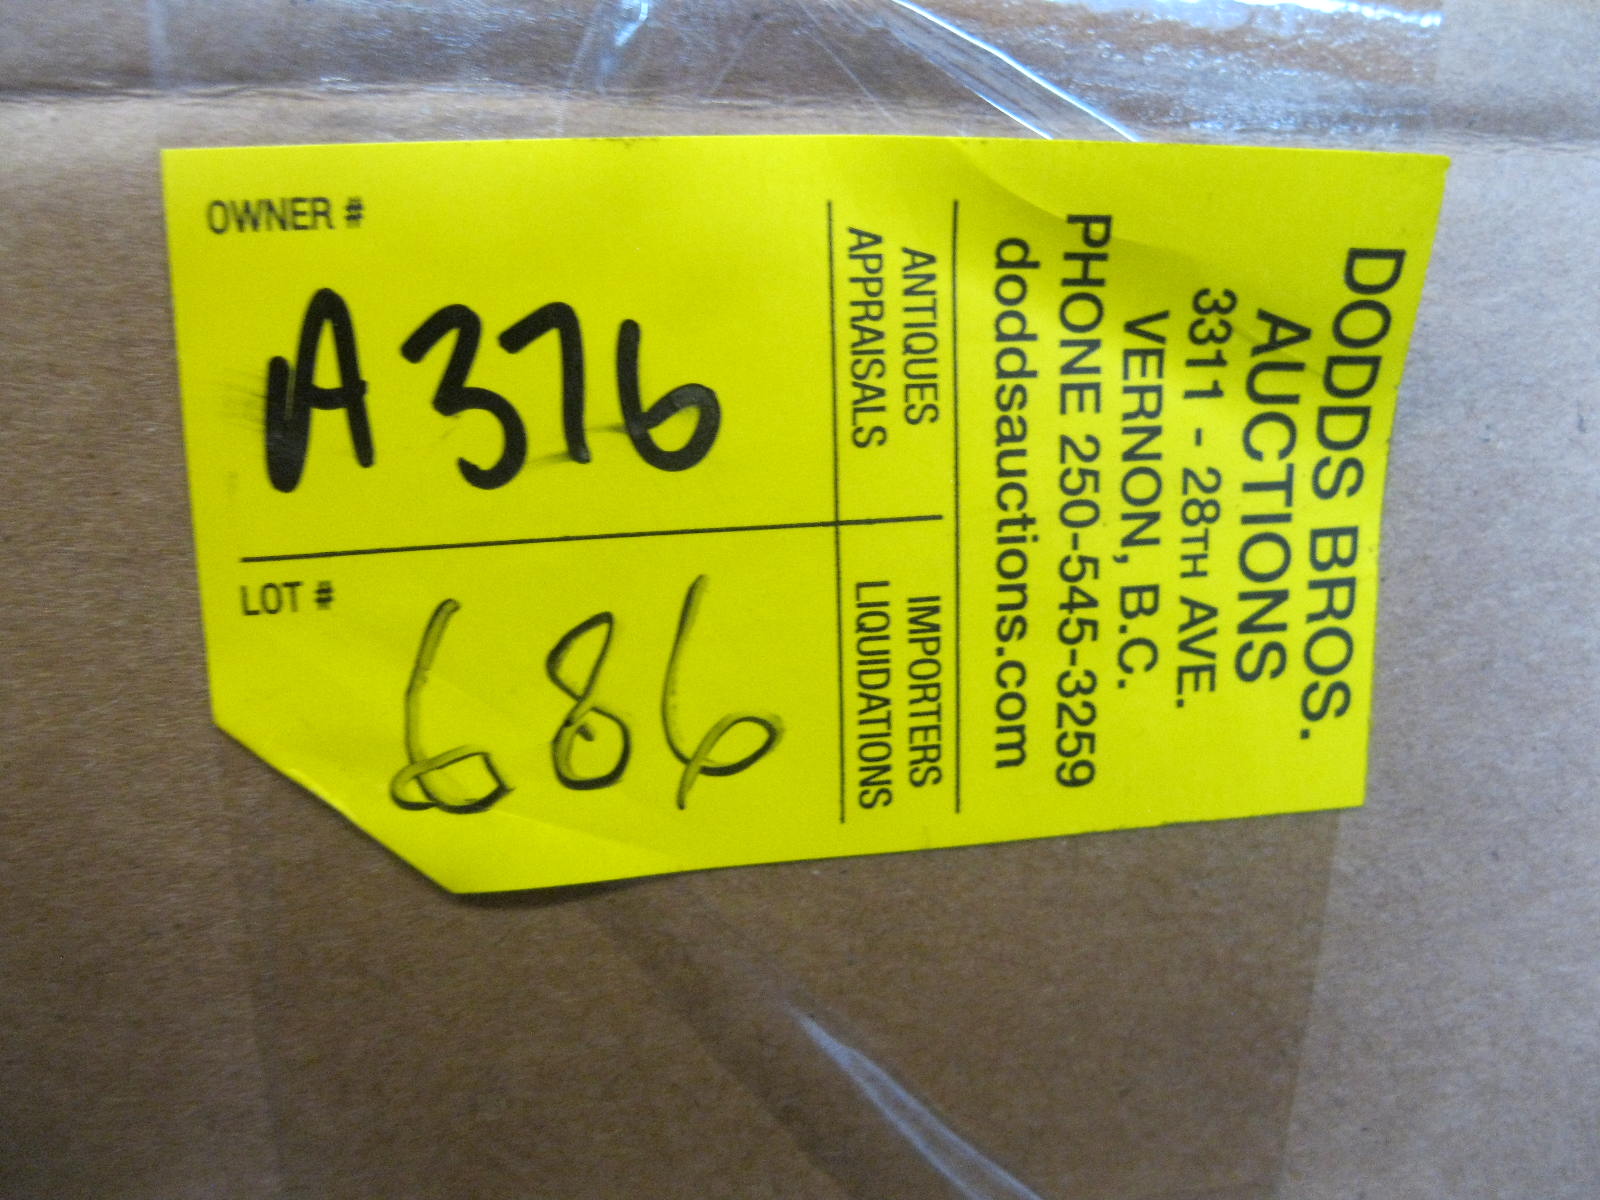 DODDS BROS.
AUCTIONS
3311 - 28TH AVE.
VERNON, B.C.
PHONE 250-545-3259
doddsauctions.com
ANTIQUES
APPRAISALS
IMPORTERS
LIQUIDATIONS
OWNER #
A376
LOT #
686